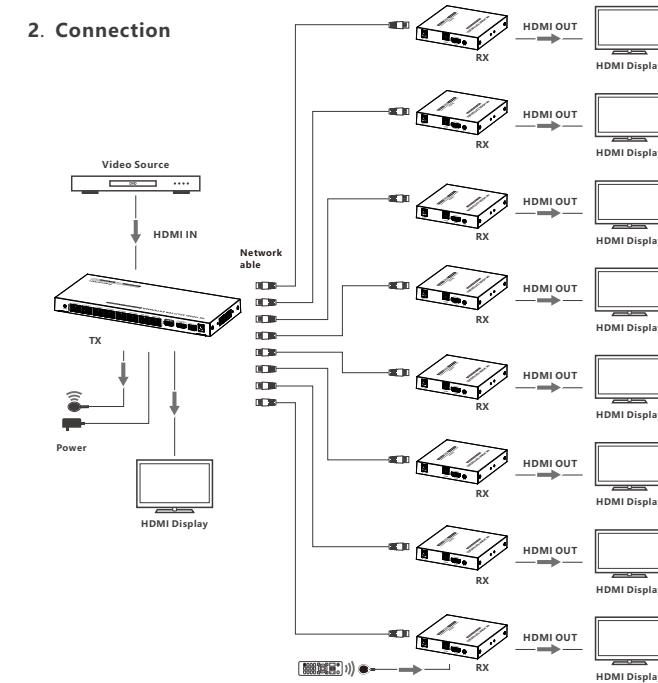 2. Connection
Video Source
DVD
HDMI IN
Network
able
TX
Power
HDMI Display
RX
HDMI OUT
HDMI Displa
RX
HDMI OUT
HDMI Displa
RX
HDMI OUT
HDMI Displa
RX
HDMI OUT
HDMI Displa
RX
HDMI OUT
HDMI Displa
RX
HDMI OUT
HDMI Displa
RX
HDMI OUT
HDMI Displa
RX
HDMI OUT
HDMI Displa